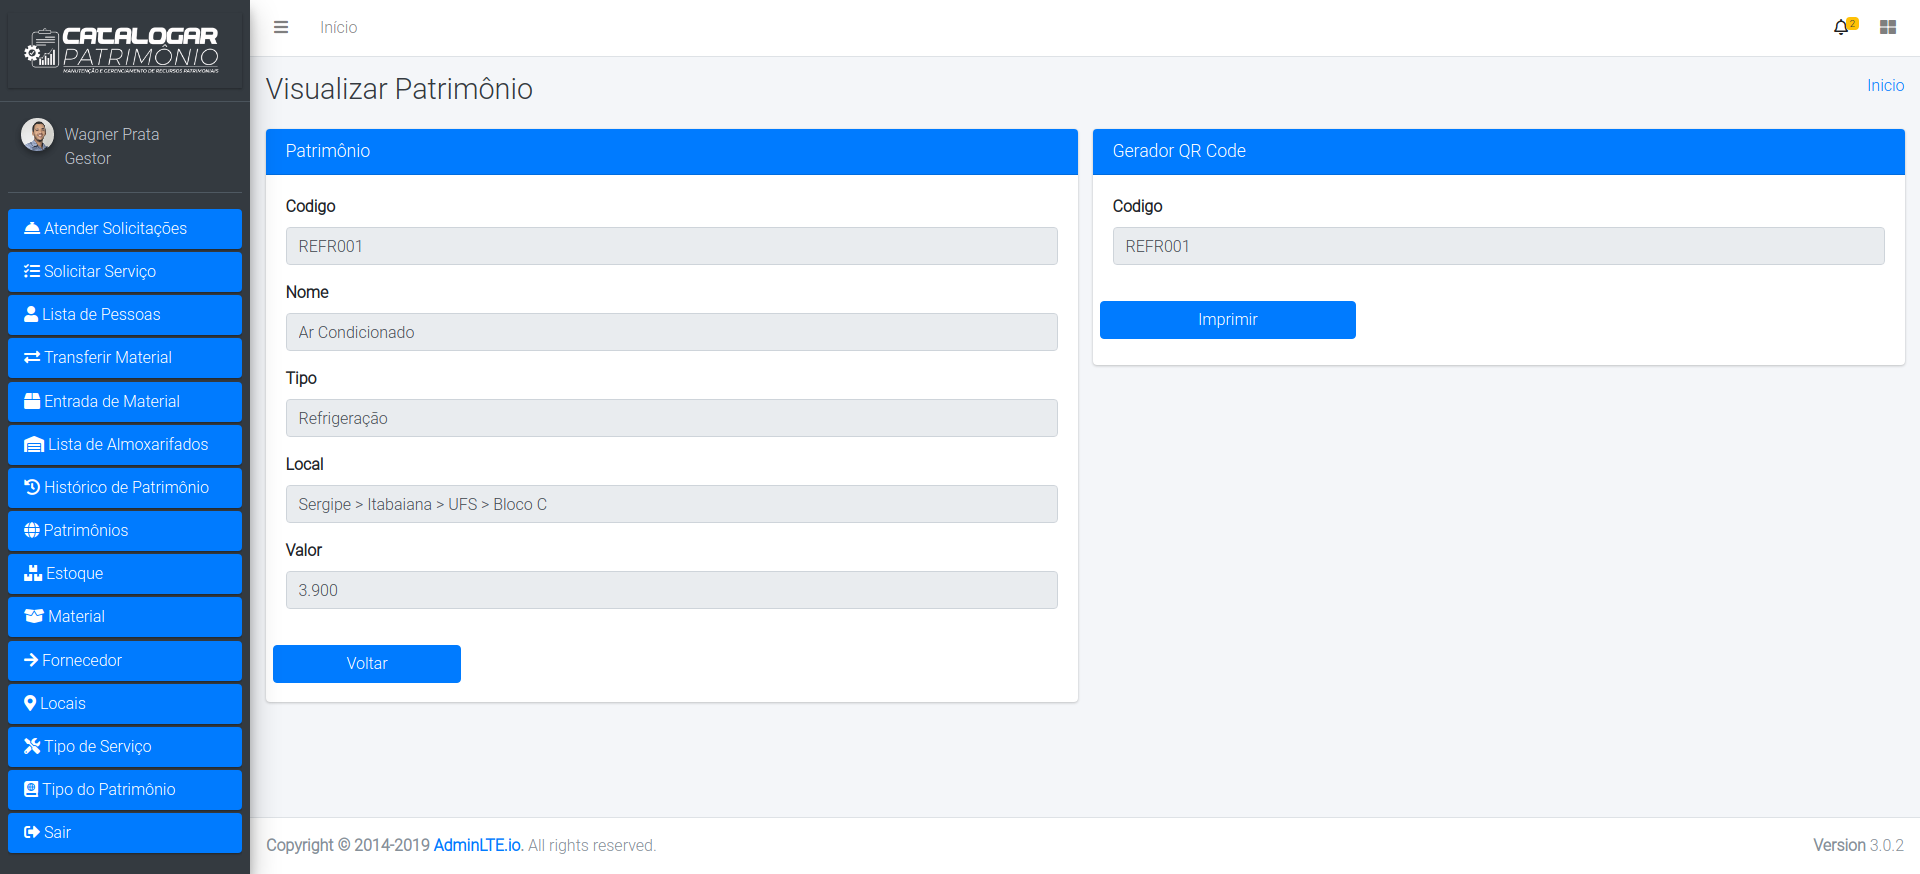 CATALOGAR
PATRIMÔNIO
MANUTENÇÃO E GERENCIAMENTO DE RECURSOS PATRIMONIAIS
Wagner Prata
Gestor
Atender Solicitações
Solicitar Serviço
Lista de Pessoas
Transferir Material
Entrada de Material
Lista de Almoxarifados
Histórico de Patrimônio
Patrimônios
Estoque
Material
Fornecedor
Locais
Tipo de Serviço
Tipo do Patrimônio
Sair
Início
2
Visualizar Patrimônio
Inicio
Patrimônio
Codigo
REFR001
Nome
Ar Condicionado
Tipo
Refrigeração
Local
Sergipe > Itabaiana > UFS > Bloco C
Valor
3.900
Voltar
Gerador QR Code
Codigo
REFR001
Imprimir
Copyright © 2014-2019 AdminLTE.io. All rights reserved.
Version 3.0.2